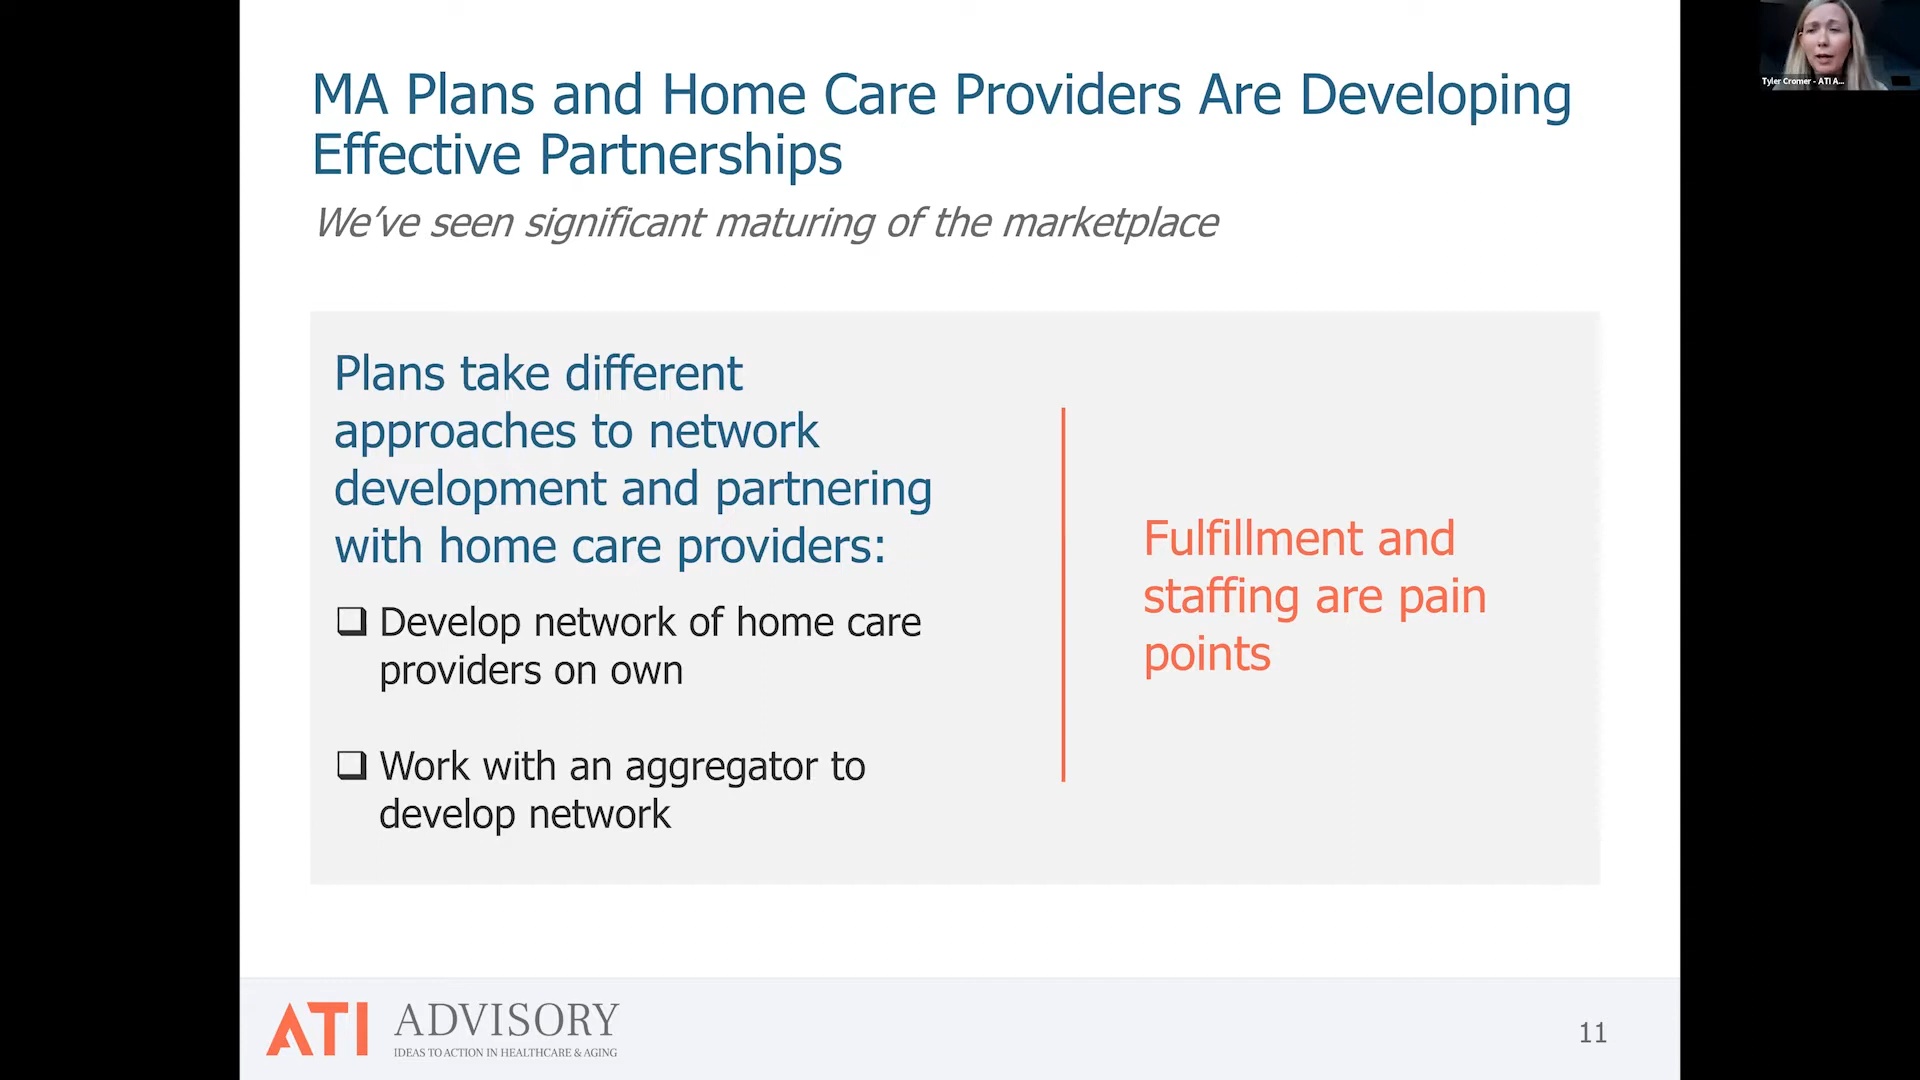 MA Plans and Home Care Providers Are Developing
Effective Partnerships
We've seen significant maturing of the marketplace
Plans take different
approaches to network
development and partnering
with home care providers:
❑ Develop network of home care
providers on own
❑ Work with an aggregator to
develop network
Fulfillment and
staffing are pain
points
ATI ADVISORY
IDEAS TO ACTION IN HEALTHCARE & AGING
11
Tyler Cromer - ATI A...